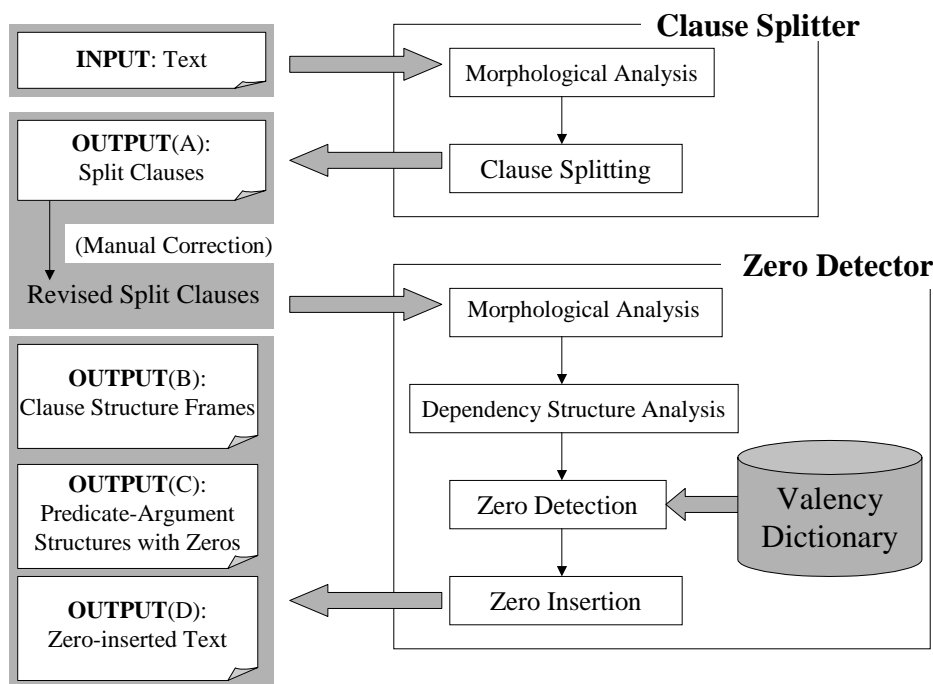 Clause Splitter
INPUT: Text
Morphological Analysis
OUTPUT(A):
Split Clauses
Clause Splitting
(Manual Correction)
Revised Split Clauses
Zero Detector
Morphological Analysis
OUTPUT(B):
Clause Structure Frames
Dependency Structure Analysis
OUTPUT(C):
Predicate-Argument
Structures with Zeros
Zero Detection
Valency
Dictionary
OUTPUT(D):
Zero-inserted Text
Zero Insertion